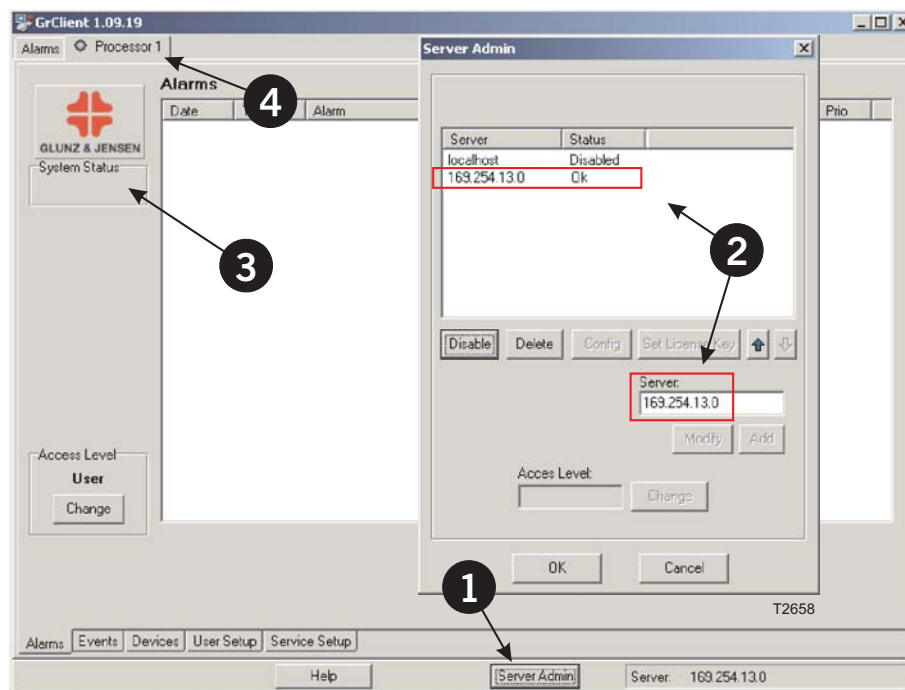 GrClient 1.09.19
Alarms Processor 1
Server Admin
Alarms
4
Date Alarm
Prio
GLUNZ & JENSEN
System Status
Server Status
localhost Disabled
169.254.13.0 Ok
3
2
Disable Delete Config Set License Key
Server:
169.254.13.0
Modify Add
Access Level
User
Change
Acces Level:
Change
OK Cancel
1
T2658
Alarms Events Devices User Setup Service Setup
Help Server Admin Server: 169.254.13.0